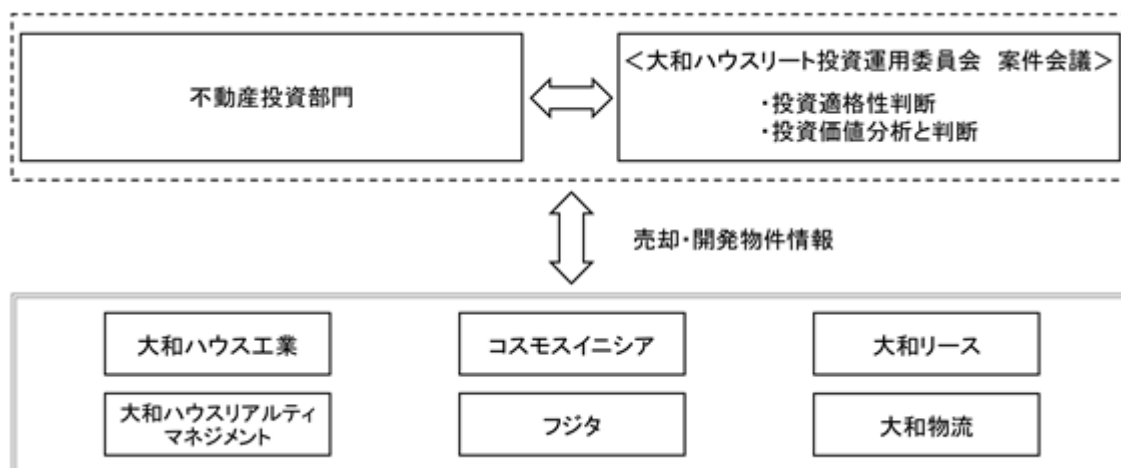 不動産投資部門
＜大和ハウスリート投資運用委員会　案件会議＞
・投資適格性判断
・投資価値分析と判断
売却・開発物件情報
大和ハウス工業
コスモスイニシア
大和リース
大和ハウスリアルティ
マネジメント
フジタ
大和物流